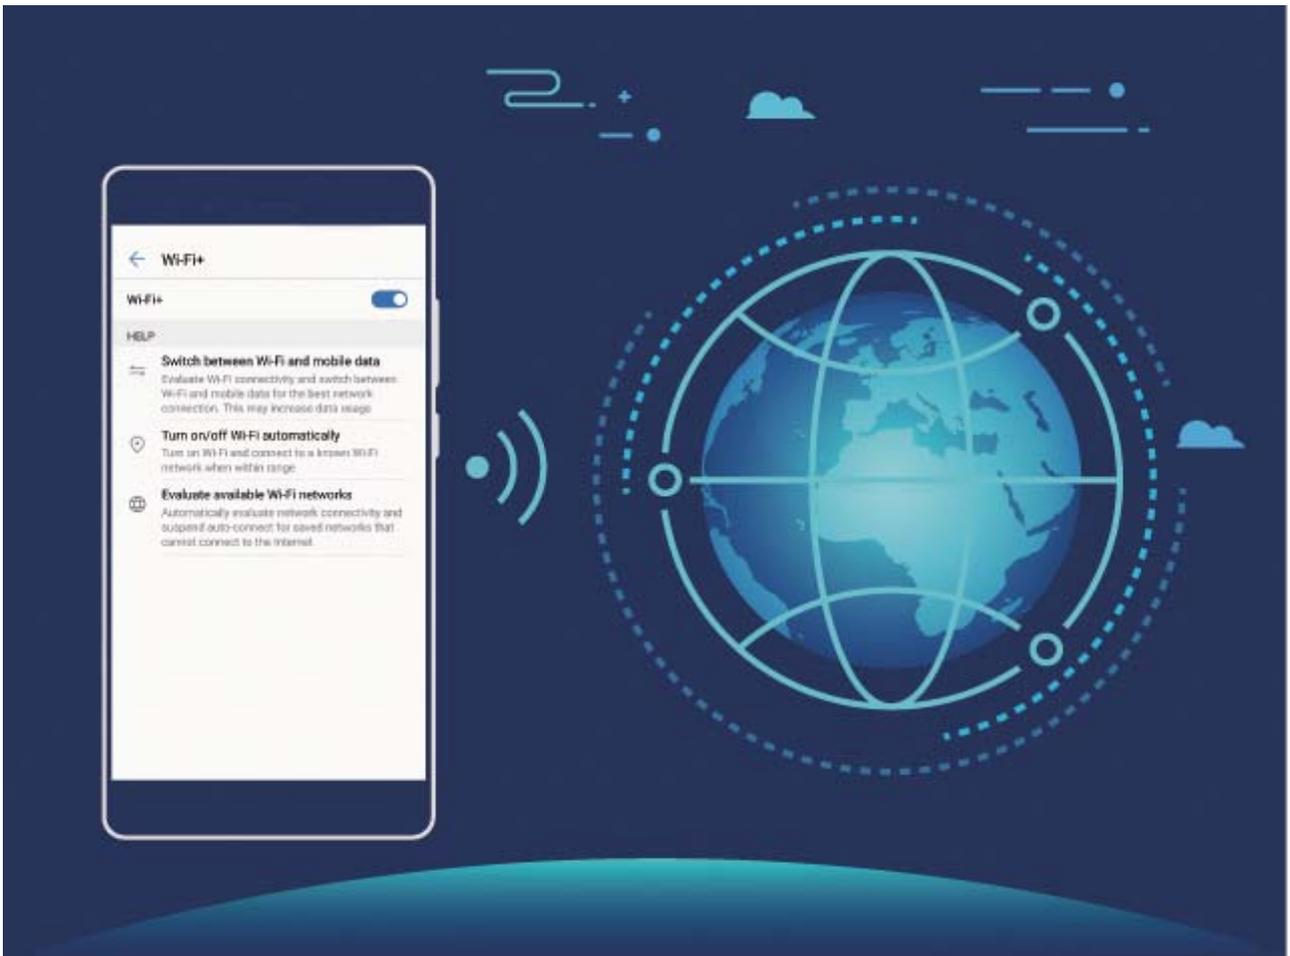 Wi-Fi+
Wi-Fi+
HELP
Switch between Wi-Fi and mobile data
Evaluate Wi-Fi connectivity and switch between
Wi-Fi and mobile data for the best network
connection. This may increase data usage
Turn on/off Wi-Fi automatically
Turn on Wi-Fi and connect to a known Wi-Fi
network when within range
Evaluate available Wi-Fi networks
Automatically evaluate network connectivity and
suspend auto-connect for saved networks that
cannot connect to the Internet.